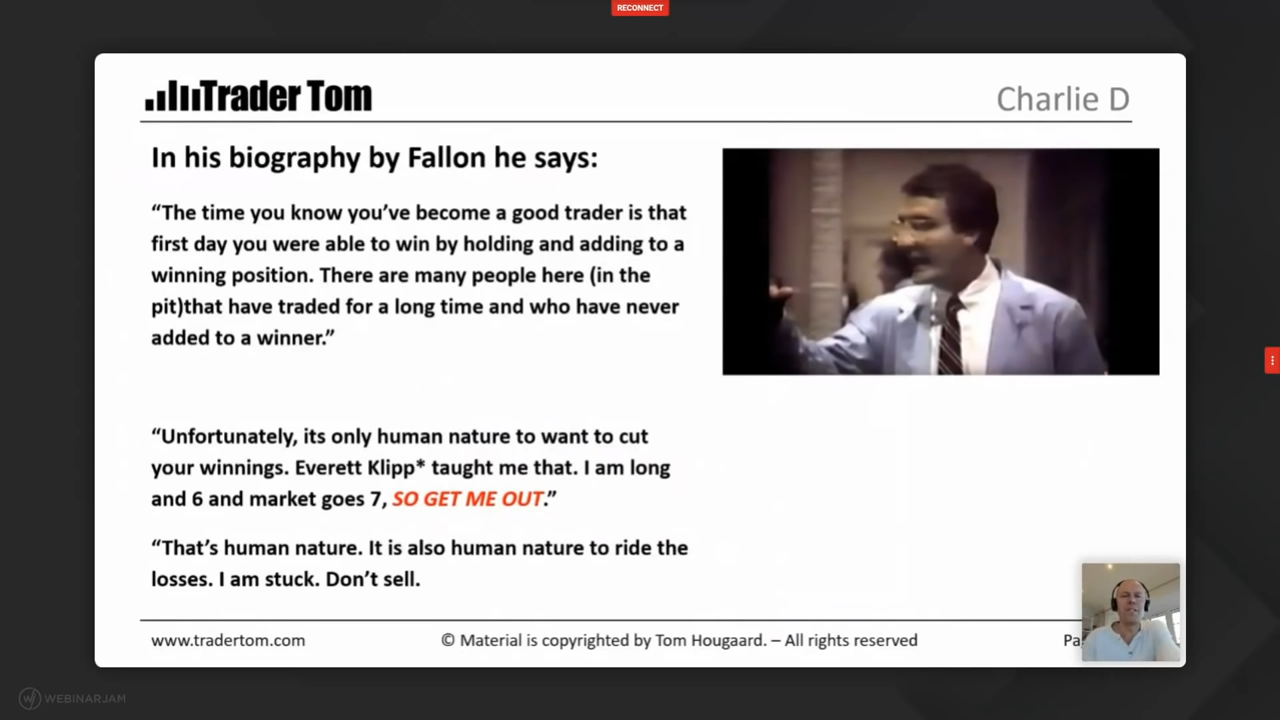 RECONNECT
Trader Tom
Charlie D
In his biography by Fallon he says:
“The time you know you’ve become a good trader is that
first day you were able to win by holding and adding to a
winning position. There are many people here (in the
pit)that have traded for a long time and who have never
added to a winner.”
“Unfortunately, its only human nature to want to cut
your winnings. Everett Klipp* taught me that. I am long
and 6 and market goes 7, SO GET ME OUT.”
“That’s human nature. It is also human nature to ride the
losses. I am stuck. Don’t sell.
www.tradertom.com
© Material is copyrighted by Tom Hougaard. – All rights reserved
WEBINARJAM